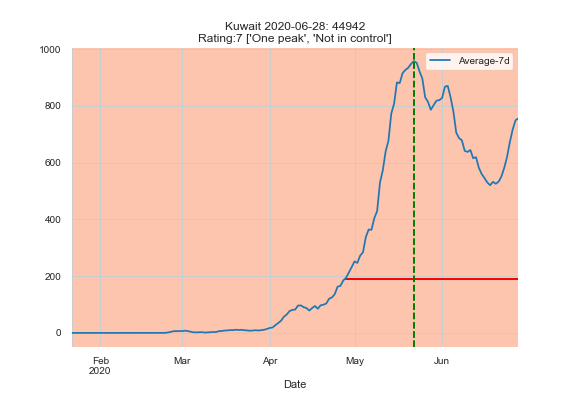 Kuwait 2020-06-28: 44942
Rating:7 ['One peak', 'Not in control']
1000
Average-7d
800
600
400
200
0
Feb Mar Apr May Jun
2020
Date